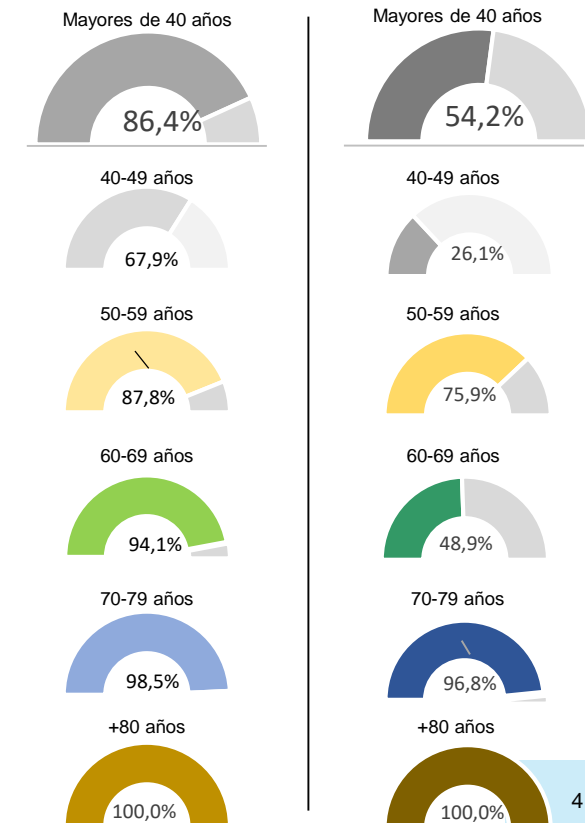 Mayores de 40 años
86,4%
40-49 años
67,9%
50-59 años
87,8%
60-69 años
94,1%
70-79 años
98,5%
+80 años
100,0%
Mayores de 40 años
54,2%
40-49 años
26,1%
50-59 años
75,9%
60-69 años
48,9%
70-79 años
96,8%
+80 años
100,0%
4